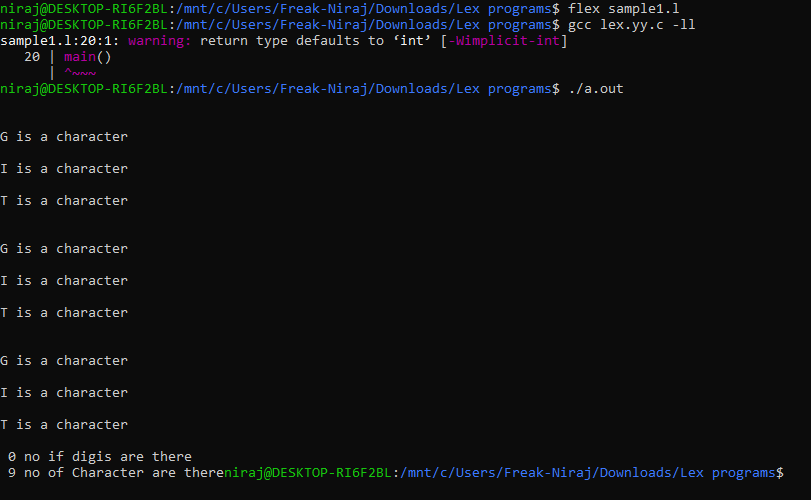 niraj@DESKTOP-RI6F2BL:/mnt/c/Users/Freak-Niraj/Downloads/Lex programs$ flex sample1.l
niraj@DESKTOP-RI6F2BL:/mnt/c/Users/Freak-Niraj/Downloads/Lex programs$ gcc lex.yy.c -ll
sample1.l:20:1: warning: return type defaults to ‘int’ [-Wimplicit-int]
20 | main()
| ^~~~
niraj@DESKTOP-RI6F2BL:/mnt/c/Users/Freak-Niraj/Downloads/Lex programs$ ./a.out
G is a character
I is a character
T is a character
G is a character
I is a character
T is a character
G is a character
I is a character
T is a character
0 no if digis are there
9 no of Character are thereniraj@DESKTOP-RI6F2BL:/mnt/c/Users/Freak-Niraj/Downloads/Lex programs$